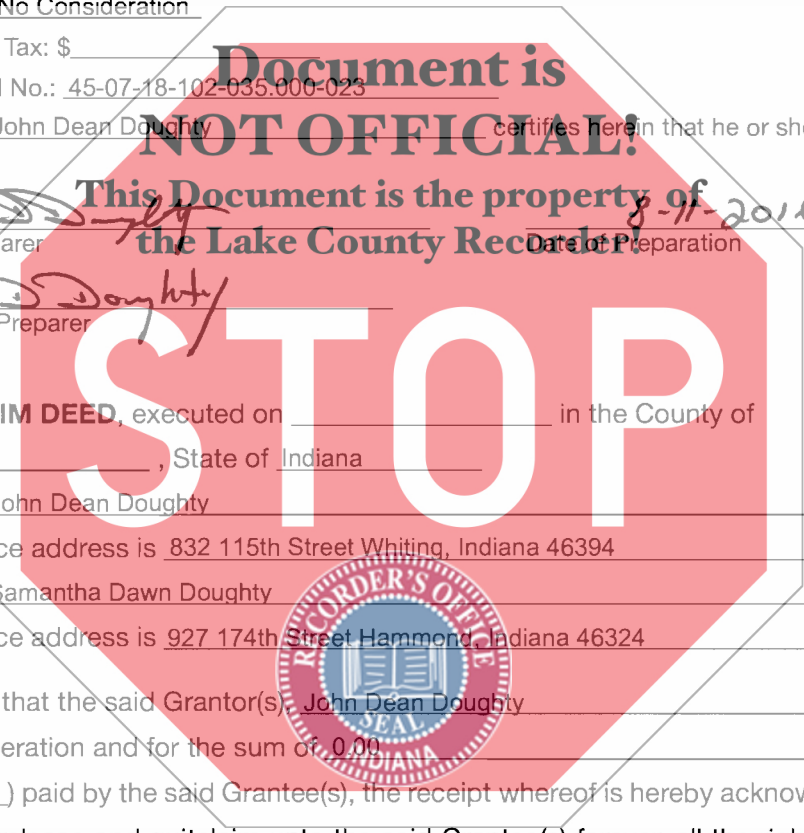 No Consideration
Tax: $
No.: 45-07-18-102-035.000-023
John Dean Doughty certifies herein that he or she
Document is
NOT OFFICIAL!
This Document is the property of
the Lake County Recorder!
D Doughty 8-11-201
arer Date of Preparation
D Doughty
Preparer
STOP
IM DEED, executed on in the County of
, State of Indiana
ohn Dean Doughty
ce address is 832 115th Street Whiting, Indiana 46394
Samantha Dawn Doughty
ce address is 927 174th Street Hammond, Indiana 46324
that the said Grantor(s), John Dean Doughty
eration and for the sum of 0.00
) paid by the said Grantee(s), the receipt whereof is hereby acknow
RECORDER'S OFFICE
SEAL
INDIANA